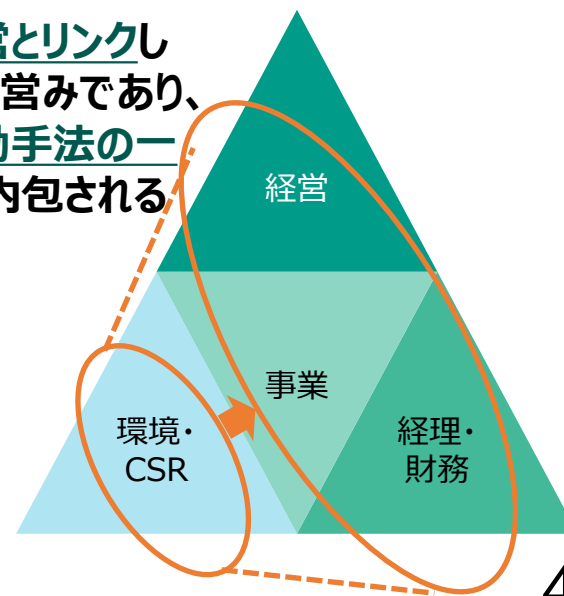 営とリンクし
営みであり、
動手法の一
内包される
経営
事業
環境・
CSR
経理・
財務